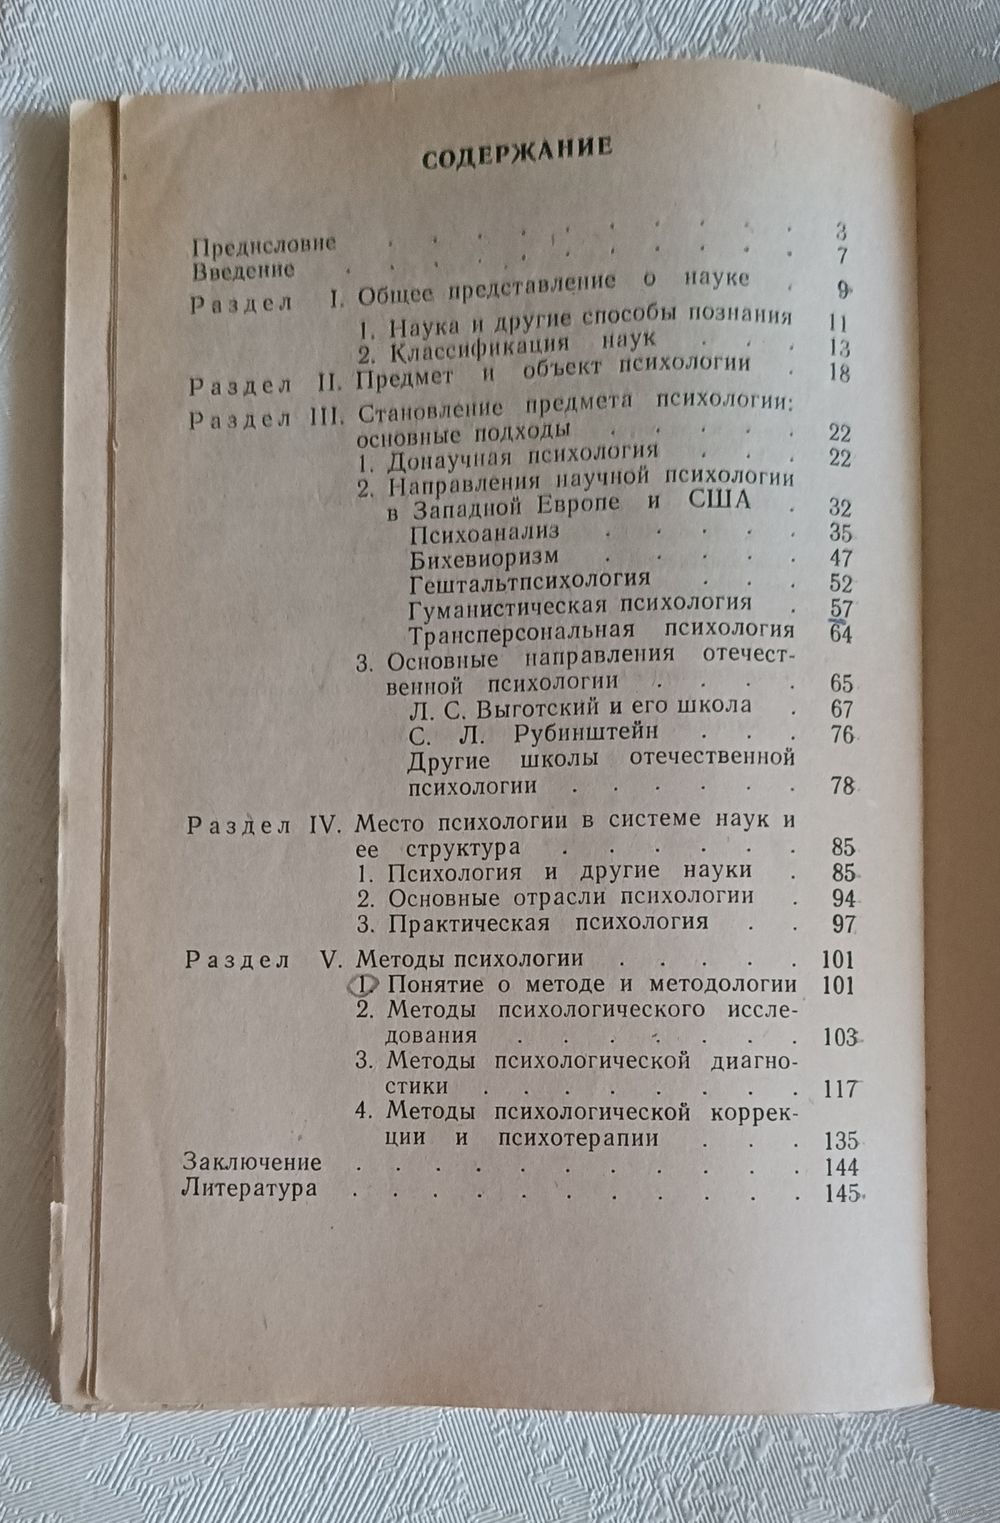 СОДЕРЖАНИЕ
Предисловие . . . . . . . . . . 3
Введение . . . . . . . . . . . 7
Раздел I. Общее представление о науке . 9
1. Наука и другие способы познания 11
2. Классификация наук . . . 13
Раздел II. Предмет и объект психологии . 18
Раздел III. Становление предмета психологии:
основные подходы . . . . . 22
1. Донаучная психология . . . 22
2. Направления научной психологии
в Западной Европе и США . 32
Психоанализ . . . . . 35
Бихевиоризм . . . . . 47
Гештальтпсихология . . . 52
Гуманистическая психология . 57
Трансперсональная психология 64
3. Основные направления отечест-
венной психологии . . . . 65
Л. С. Выготский и его школа . 67
С. Л. Рубинштейн . . . 76
Другие школы отечественной
психологии . . . . . . 78
Раздел IV. Место психологии в системе наук и
ее структура . . . . . . 85
1. Психология и другие науки . 85
2. Основные отрасли психологии . 94
3. Практическая психология . . 97
Раздел V. Методы психологии . . . . . 101
1. Понятие о методе и методологии 101
2. Методы психологического иссле-
дования . . . . . . . 103
3. Методы психологической диагно-
стики . . . . . . . . 117
4. Методы психологической коррек-
ции и психотерапии . . . 135
Заключение . . . . . . . . . . . 144
Литература . . . . . . . . . . . 145